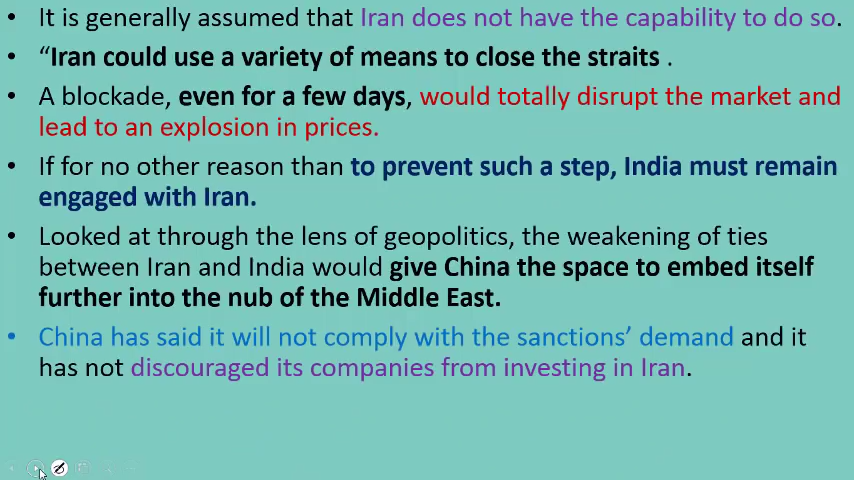 • It is generally assumed that Iran does not have the capability to do so.
• “Iran could use a variety of means to close the straits .
• A blockade, even for a few days, would totally disrupt the market and
lead to an explosion in prices.
• If for no other reason than to prevent such a step, India must remain
engaged with Iran.
• Looked at through the lens of geopolitics, the weakening of ties
between Iran and India would give China the space to embed itself
further into the nub of the Middle East.
• China has said it will not comply with the sanctions’ demand and it
has not discouraged its companies from investing in Iran.